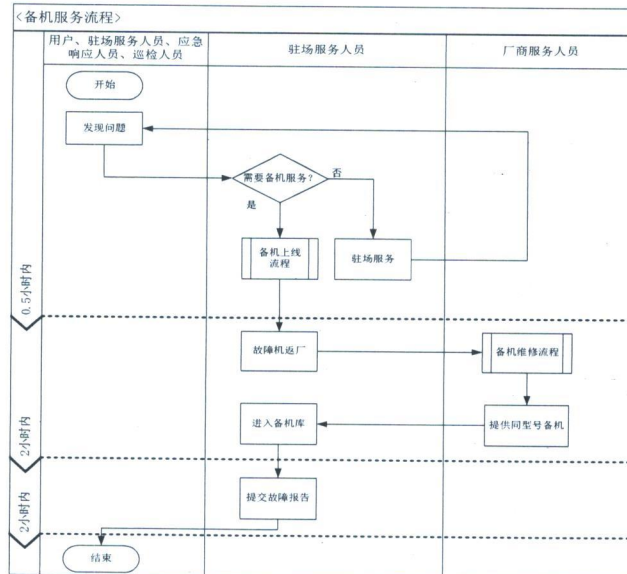 <备机服务流程>
用户、驻场服务人员、应急
响应人员、巡检人员
驻场服务人员
厂商服务人员
开始
发现问题
需要备机服务?
否
是
备机上线
流程
驻场服务
0.5小时内
故障机返厂
备机维修流程
进入备机库
提供同型号备机
2小时内
提交故障报告
2小时内
结束